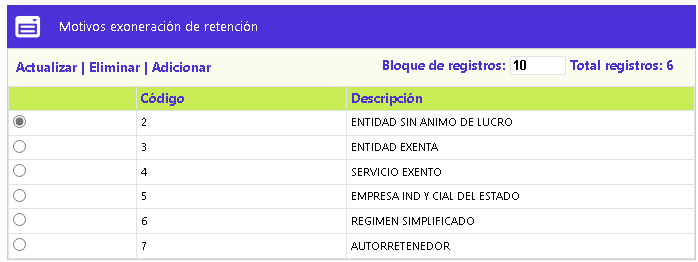 Motivos exoneración de retención
Actualizar | Eliminar | Adicionar Bloque de registros: 10 Total registros: 6
Código Descripción
2 ENTIDAD SIN ANIMO DE LUCRO
3 ENTIDAD EXENTA
4 SERVICIO EXENTO
5 EMPRESA IND Y CIAL DEL ESTADO
6 REGIMEN SIMPLIFICADO
7 AUTORRETENEDOR